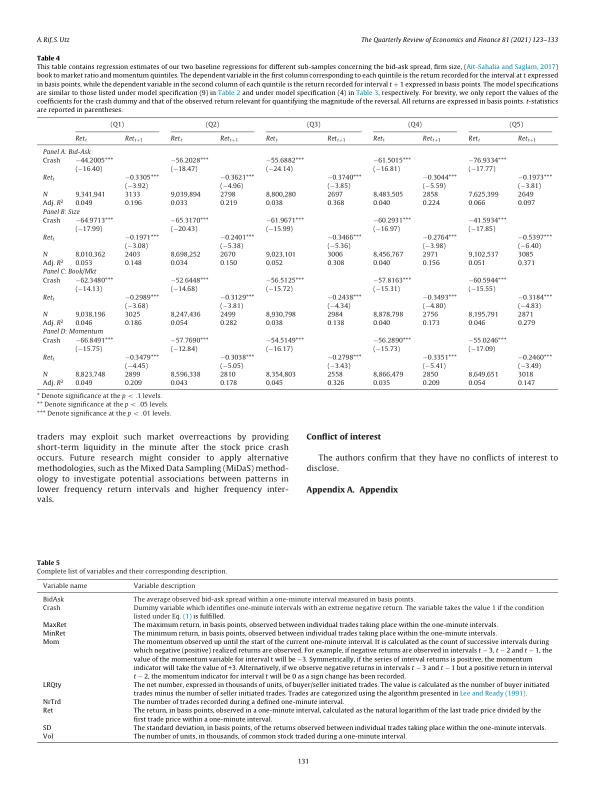 A. Rif, S. Utz
The Quarterly Review of Economics and Finance 81 (2021) 123–133
Table 4
This table contains regression estimates of our two baseline regressions for different sub-samples concerning the bid-ask spread, firm size, (Aït-Sahalia and Saglam, 2017)
book to market ratio and momentum quintiles. The dependent variable in the first column corresponding to each quintile is the return recorded for the interval at t expressed
in basis points, while the dependent variable in the second column of each quintile is the return recorded for interval t + 1 expressed in basis points. The model specifications
are similar to those listed under model specification (9) in Table 2 and under model specification (4) in Table 3, respectively. For brevity, we only report the values of the
coefficients for the crash dummy and that of the observed return relevant for quantifying the magnitude of the reversal. All returns are expressed in basis points. t-statistics
are reported in parentheses.
(Q1) (Q2) (Q3) (Q4) (Q5)
Ret_t Ret_{t+1} Ret_t Ret_{t+1} Ret_t Ret_{t+1} Ret_t Ret_{t+1} Ret_t Ret_{t+1}
Panel A: Bid-Ask
Crash −44.2005*** −56.2028*** −55.6882*** −61.5015*** −76.9334***
(−16.40) (−18.47) (−24.14) (−16.81) (−17.77)
Ret_t −0.3305*** −0.3621*** −0.3740*** −0.3044*** −0.1973***
(−3.92) (−4.96) (−3.85) (−5.59) (−3.81)
N 9,341,941 3133 9,039,894 2798 8,800,280 2697 8,483,505 2858 7,625,399 2649
Adj. R² 0.049 0.196 0.033 0.219 0.038 0.368 0.040 0.224 0.066 0.097
Panel B: Size
Crash −64.9713*** −65.3170*** −61.9671*** −60.2931*** −41.5934***
(−17.99) (−20.43) (−15.99) (−16.97) (−17.85)
Ret_t −0.1971*** −0.2401*** −0.3466*** −0.2764*** −0.5397***
(−3.08) (−5.38) (−5.36) (−3.98) (−6.40)
N 8,010,362 2403 8,698,252 2670 9,023,101 3006 8,456,767 2971 9,102,537 3085
Adj. R² 0.053 0.148 0.034 0.150 0.052 0.308 0.040 0.156 0.051 0.371
Panel C: Book/Mkt
Crash −62.3480*** −52.6448*** −56.5125*** −57.8163*** −60.5944***
(−14.13) (−14.68) (−15.72) (−15.31) (−15.55)
Ret_t −0.2989*** −0.3129*** −0.2438*** −0.3493*** −0.3184***
(−3.68) (−3.81) (−4.34) (−4.80) (−4.83)
N 9,038,196 3025 8,247,436 2499 8,930,798 2984 8,878,798 2756 8,195,791 2871
Adj. R² 0.046 0.186 0.054 0.282 0.038 0.138 0.040 0.173 0.046 0.279
Panel D: Momentum
Crash −66.8491*** −57.7690*** −54.5149*** −56.2890*** −55.0246***
(−15.75) (−12.84) (−16.17) (−15.73) (−17.09)
Ret_t −0.3479*** −0.3038*** −0.2798*** −0.3351*** −0.2460***
(−4.45) (−5.05) (−3.43) (−5.41) (−3.49)
N 8,823,748 2899 8,596,338 2810 8,354,803 2558 8,866,479 2850 8,649,651 3018
Adj. R² 0.049 0.209 0.043 0.178 0.045 0.326 0.035 0.209 0.054 0.147
* Denote significance at the p < .1 levels.
** Denote significance at the p < .05 levels.
*** Denote significance at the p < .01 levels.
traders may exploit such market overreactions by providing
short-term liquidity in the minute after the stock price crash
occurs. Future research might consider to apply alternative
methodologies, such as the Mixed Data Sampling (MiDaS) method-
ology to investigate potential associations between patterns in
lower frequency return intervals and higher frequency inter-
vals.
Conflict of interest
The authors confirm that they have no conflicts of interest to
disclose.
Appendix A. Appendix
Table 5
Complete list of variables and their corresponding description.
Variable name Variable description
BidAsk The average observed bid-ask spread within a one-minute interval measured in basis points.
Crash Dummy variable which identifies one-minute intervals with an extreme negative return. The variable takes the value 1 if the condition
listed under Eq. (1) is fulfilled.
MaxRet The maximum return, in basis points, observed between individual trades taking place within the one-minute intervals.
MinRet The minimum return, in basis points, observed between individual trades taking place within the one-minute intervals.
Mom The momentum observed up until the start of the current one-minute interval. It is calculated as the count of successive intervals during
which negative (positive) realized returns are observed. For example, if negative returns are observed in intervals t − 3, t − 2 and t − 1, the
value of the momentum variable for interval t will be −3. Symmetrically, if the series of interval returns is positive, the momentum
indicator will take the value of +3. Alternatively, if we observe negative returns in intervals t − 3 and t − 1 but a positive return in interval
t − 2, the momentum indicator for interval t will be 0 as a sign change has been recorded.
LRQty The net number, expressed in thousands of units, of buyer/seller initiated trades. The value is calculated as the number of buyer initiated
trades minus the number of seller initiated trades. Trades are categorized using the algorithm presented in Lee and Ready (1991).
NrTrd The number of trades recorded during a defined one-minute interval.
Ret The return, in basis points, observed in a one-minute interval, calculated as the natural logarithm of the last trade price divided by the
first trade price within a one-minute interval.
SD The standard deviation, in basis points, of the returns observed between individual trades taking place within the one-minute intervals.
Vol The number of units, in thousands, of common stock traded during a one-minute interval.
131